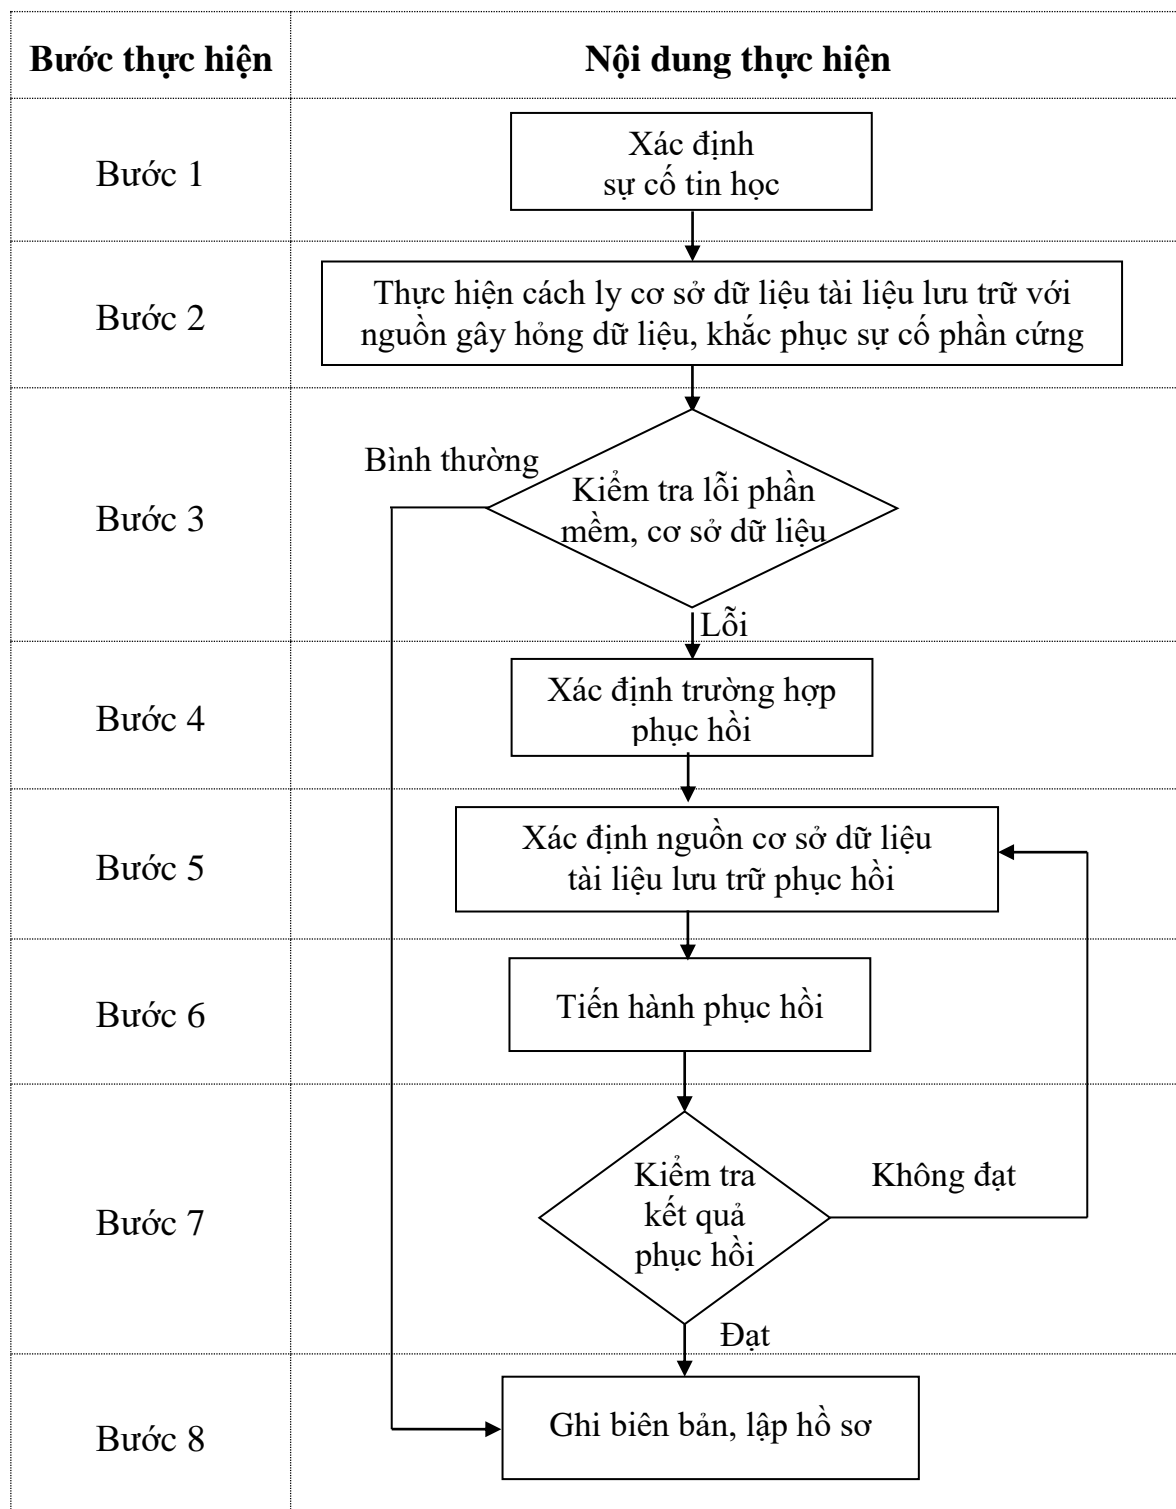 Bước thực hiện
Nội dung thực hiện
Bước 1
Xác định
sự cố tin học
Bước 2
Thực hiện cách ly cơ sở dữ liệu tài liệu lưu trữ với
nguồn gây hỏng dữ liệu, khắc phục sự cố phần cứng
Bước 3
Bình thường
Kiểm tra lỗi phần
mềm, cơ sở dữ liệu
Lỗi
Bước 4
Xác định trường hợp
phục hồi
Bước 5
Xác định nguồn cơ sở dữ liệu
tài liệu lưu trữ phục hồi
Bước 6
Tiến hành phục hồi
Bước 7
Kiểm tra
kết quả
phục hồi
Không đạt
Đạt
Bước 8
Ghi biên bản, lập hồ sơ